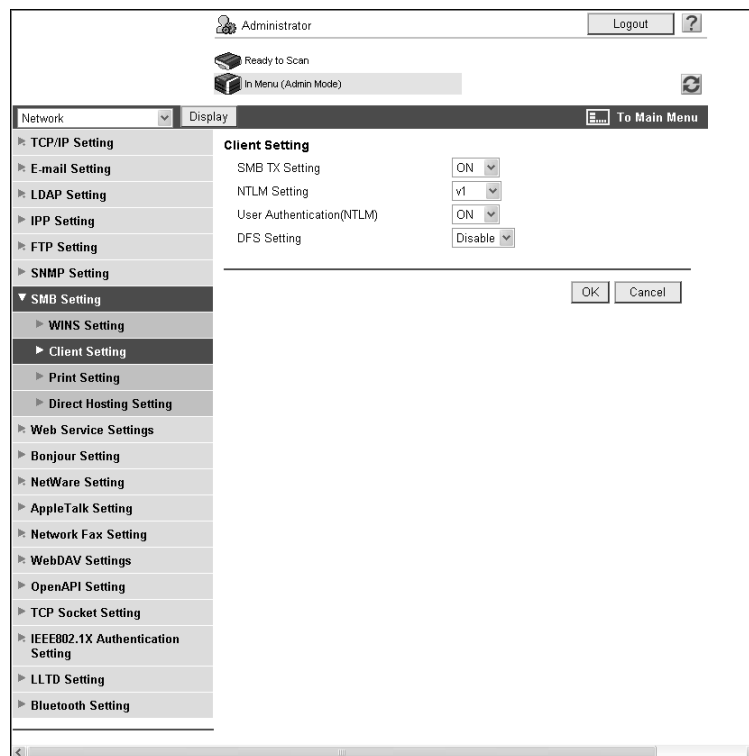 Administrator
Logout
?
Ready to Scan
In Menu (Admin Mode)
Network
Display
To Main Menu
TCP/IP Setting
E-mail Setting
LDAP Setting
IPP Setting
FTP Setting
SNMP Setting
SMB Setting
WINS Setting
Client Setting
Print Setting
Direct Hosting Setting
Web Service Settings
Bonjour Setting
NetWare Setting
AppleTalk Setting
Network Fax Setting
WebDAV Settings
OpenAPI Setting
TCP Socket Setting
IEEE802.1X Authentication
Setting
LLTD Setting
Bluetooth Setting
Client Setting
SMB TX Setting ON
NTLM Setting v1
User Authentication(NTLM) ON
DFS Setting Disable
OK Cancel